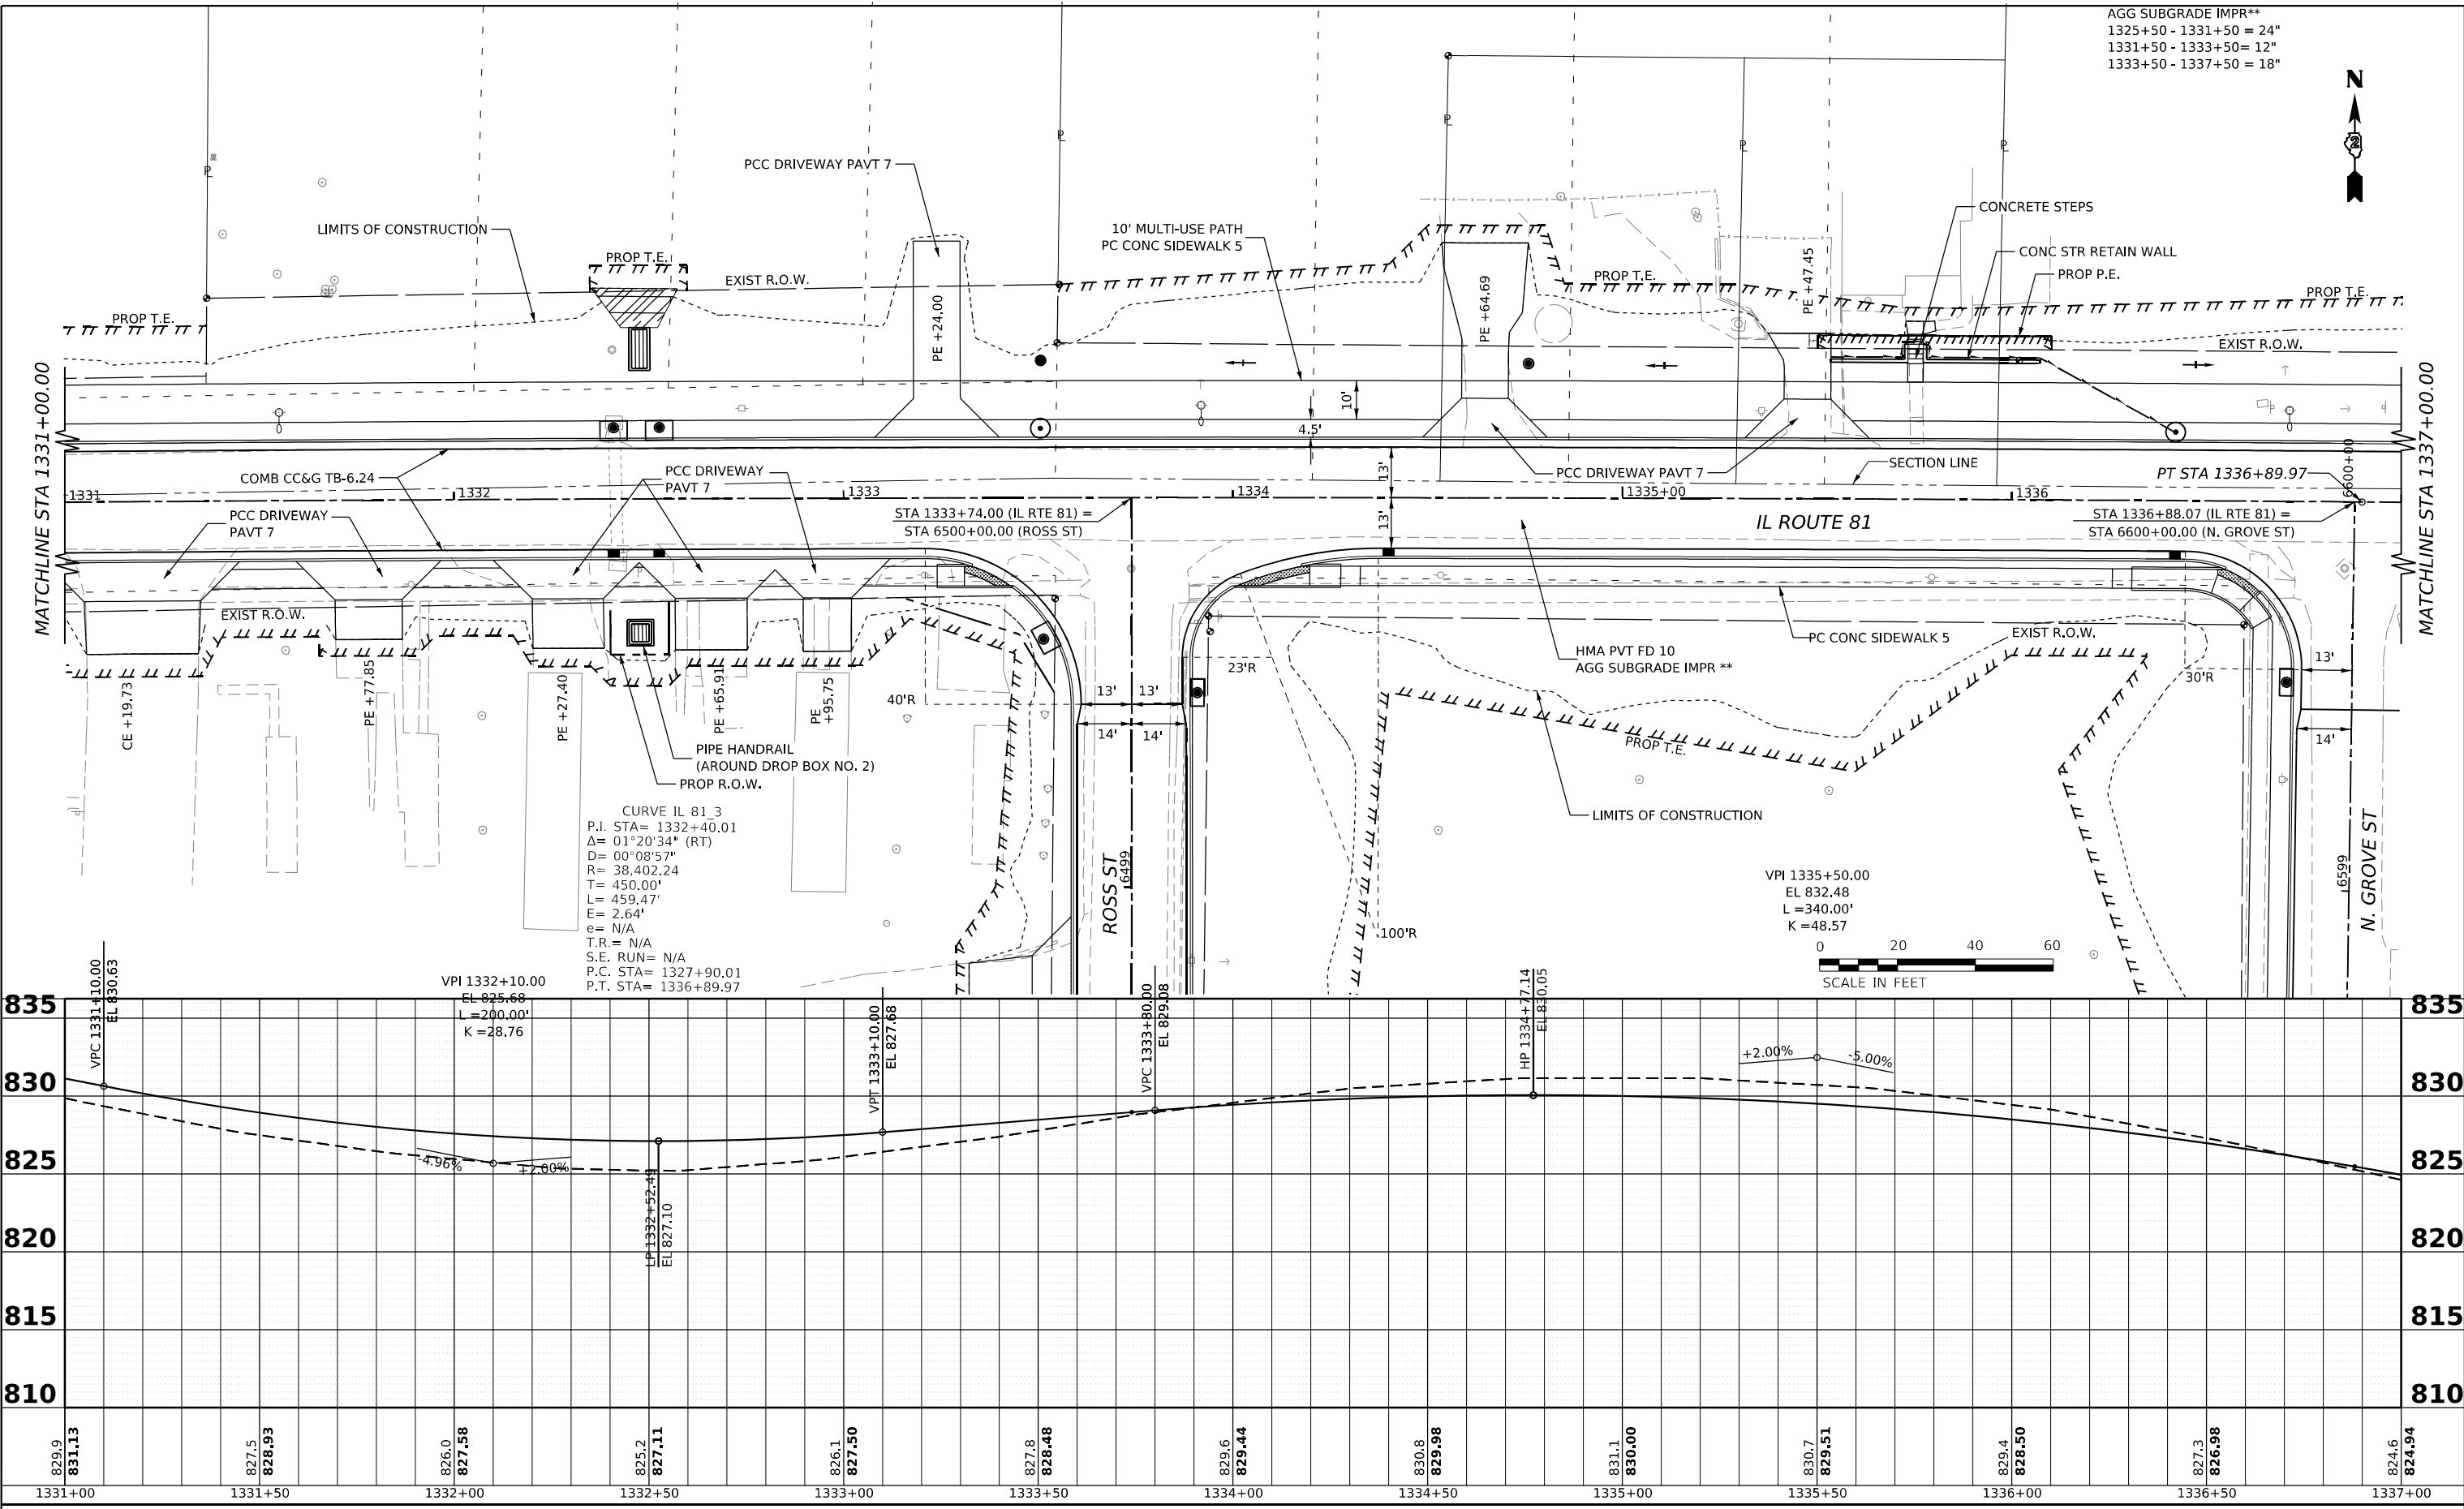 AGG SUBGRADE IMPR**
1325+50 - 1331+50 = 24"
1331+50 - 1333+50= 12"
1333+50 - 1337+50 = 18"
N
2
PCC DRIVEWAY PAVT 7
LIMITS OF CONSTRUCTION
PROP T.E.
EXIST R.O.W.
10' MULTI-USE PATH
PC CONC SIDEWALK 5
CONCRETE STEPS
CONC STR RETAIN WALL
PROP P.E.
PROP T.E.
PROP T.E.
PROP T.E.
EXIST R.O.W.
PE +24.00
PE +64.69
PE +47.45
MATCHLINE STA 1331+00.00
MATCHLINE STA 1337+00.00
10'
4.5'
13'
13'
COMB CC&G TB-6.24
PCC DRIVEWAY
PAVT 7
PCC DRIVEWAY
PAVT 7
PCC DRIVEWAY PAVT 7
SECTION LINE
PT STA 1336+89.97
6600+00
1331
1332
1333
1334
1335+00
1336
STA 1333+74.00 (IL RTE 81) =
STA 6500+00.00 (ROSS ST)
IL ROUTE 81
STA 1336+88.07 (IL RTE 81) =
STA 6600+00.00 (N. GROVE ST)
EXIST R.O.W.
PC CONC SIDEWALK 5
EXIST R.O.W.
HMA PVT FD 10
AGG SUBGRADE IMPR **
CE +19.73
PE +77.85
PE +27.40
PE +65.91
PE
+95.75
40'R
13'
13'
14'
14'
23'R
30'R
13'
14'
PROP T.E.
PIPE HANDRAIL
(AROUND DROP BOX NO. 2)
PROP R.O.W.
LIMITS OF CONSTRUCTION
100'R
ROSS ST
6499
N. GROVE ST
6599
CURVE IL 81_3
P.I. STA= 1332+40.01
Δ= 01°20'34" (RT)
D= 00°08'57"
R= 38,402.24
T= 450.00'
L= 459.47'
E= 2.64'
e= N/A
T.R.= N/A
S.E. RUN= N/A
P.C. STA= 1327+90.01
P.T. STA= 1336+89.97
VPI 1335+50.00
EL 832.48
L =340.00'
K =48.57
0 20 40 60
SCALE IN FEET
VPI 1332+10.00
EL 825.68
L =200.00'
K =28.76
VPC 1331+10.00
EL 830.63
VPT 1333+10.00
EL 827.68
VPC 1333+80.00
EL 829.08
HP 1334+77.14
EL 830.05
LP 1332+52.49
EL 827.10
-4.96%
+2.00%
+2.00%
-5.00%
835 835
830 830
825 825
820 820
815 815
810 810
829.9
831.13
827.5
828.93
826.0
827.58
825.2
827.11
826.1
827.50
827.8
828.48
829.6
829.44
830.8
829.98
831.1
830.00
830.7
829.51
829.4
828.50
827.3
826.98
824.6
824.94
1331+00 1331+50 1332+00 1332+50 1333+00 1333+50 1334+00 1334+50 1335+00 1335+50 1336+00 1336+50 1337+00